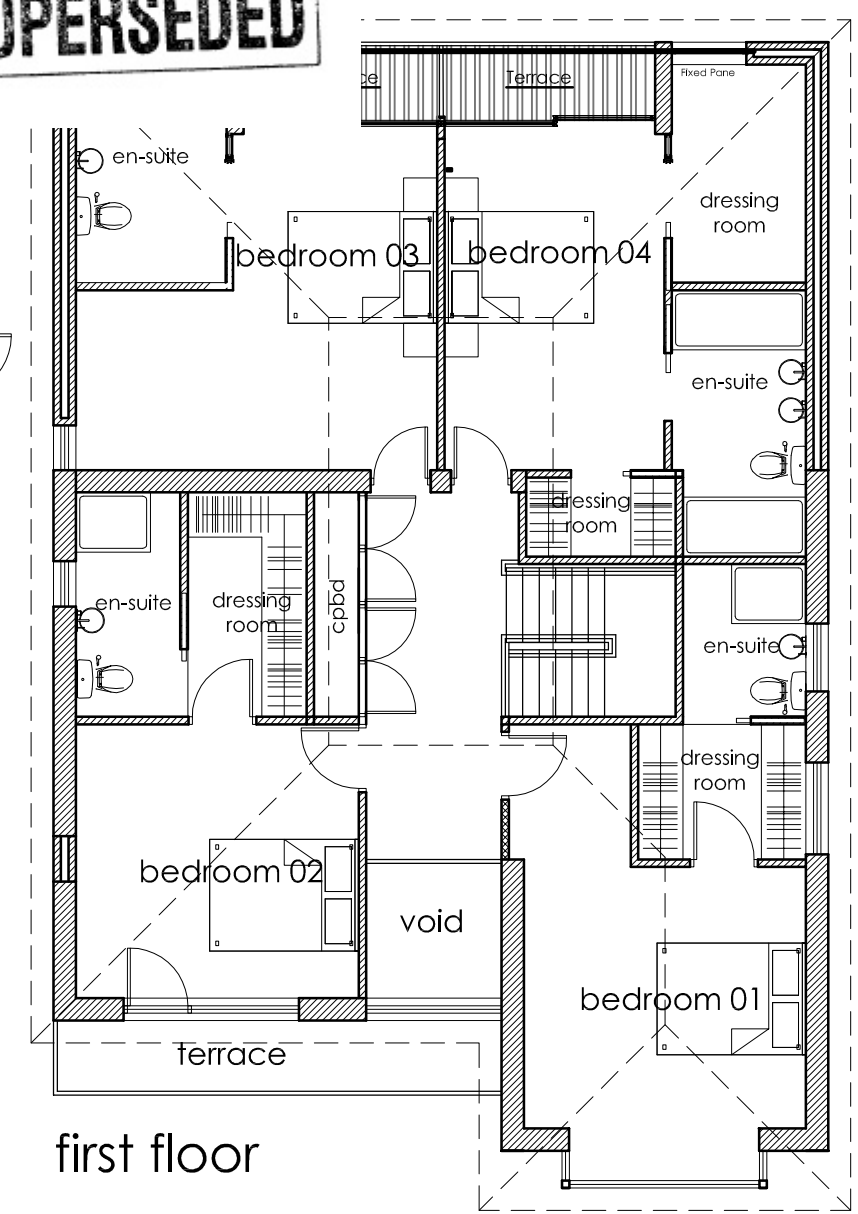 Terrace
Fixed Pane
en-suite
dressing
room
bedroom 03
bedroom 04
en-suite
dressing
room
en-suite
dressing
room
cpbd
en-suite
dressing
room
bedroom 02
void
bedroom 01
terrace
first floor